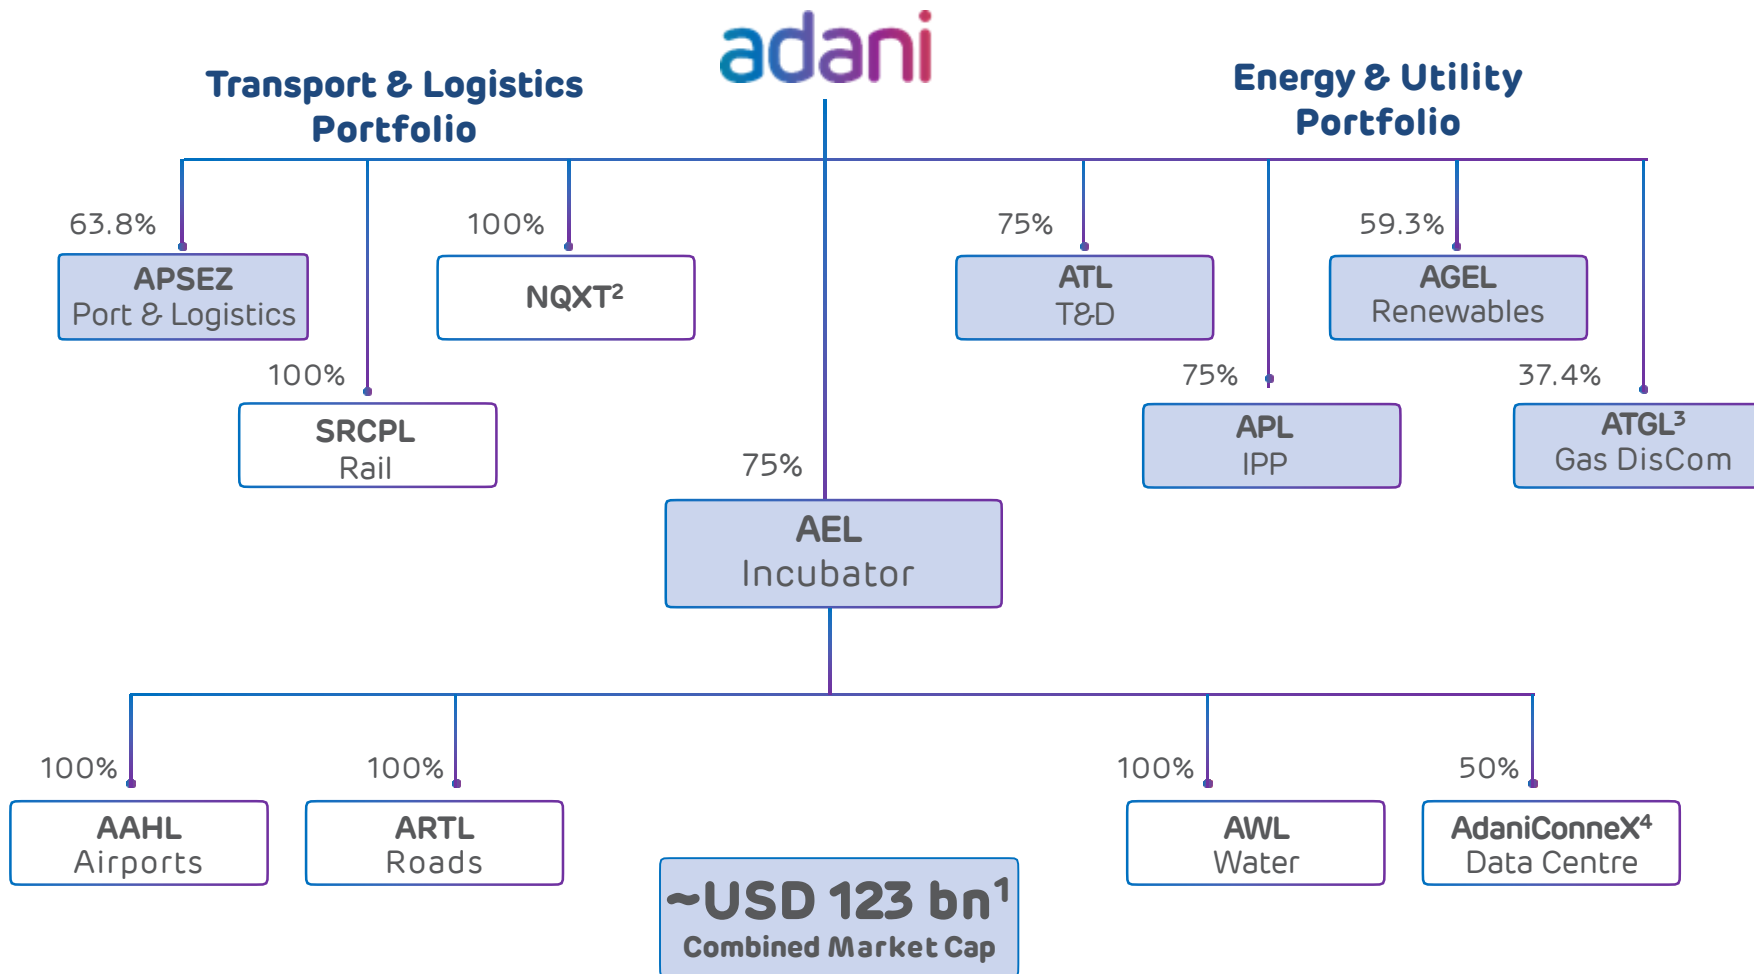 adani
Transport & Logistics
Portfolio
Energy & Utility
Portfolio
63.8%
APSEZ
Port & Logistics
100%
SRCPL
Rail
100%
NQXT²
75%
ATL
T&D
75%
APL
IPP
59.3%
AGEL
Renewables
37.4%
ATGL³
Gas DisCom
75%
AEL
Incubator
100%
AAHL
Airports
100%
ARTL
Roads
100%
AWL
Water
50%
AdaniConneX⁴
Data Centre
~USD 123 bn¹
Combined Market Cap